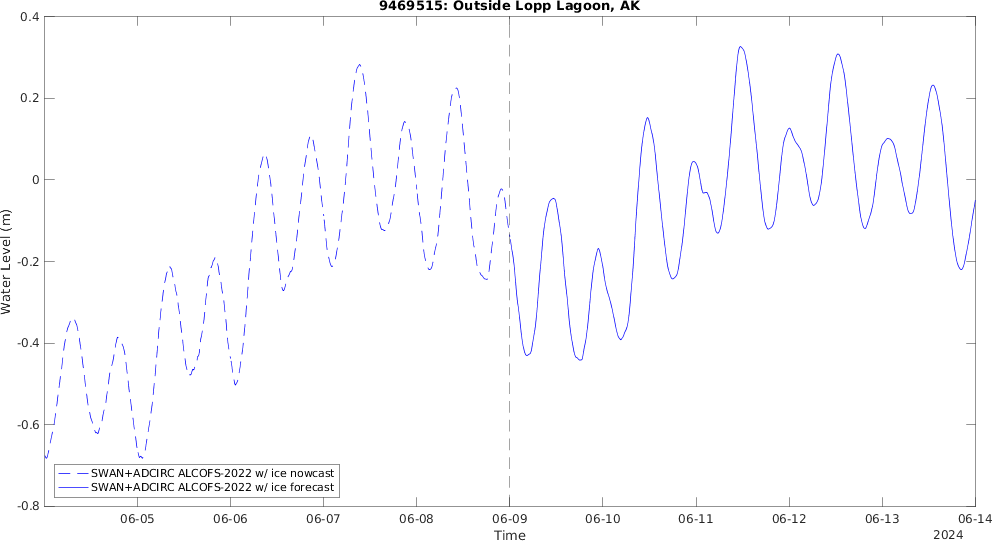 9469515: Outside Lopp Lagoon, AK
0.4
0.2
0
-0.2
-0.4
-0.6
-0.8
Water Level (m)
SWAN+ADCIRC ALCOFS-2022 w/ ice nowcast
SWAN+ADCIRC ALCOFS-2022 w/ ice forecast
06-05 06-06 06-07 06-08 06-09 06-10 06-11 06-12 06-13 06-14
Time
2024